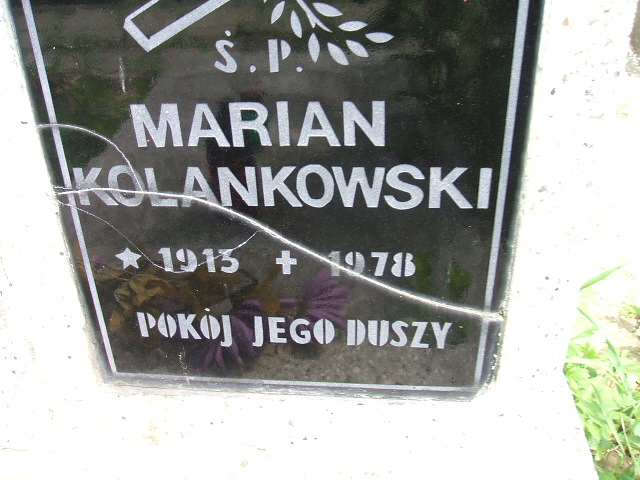 Ś.P.
MARIAN
KOLANKOWSKI
★ 1913 + 1978
POKÓJ JEGO DUSZY